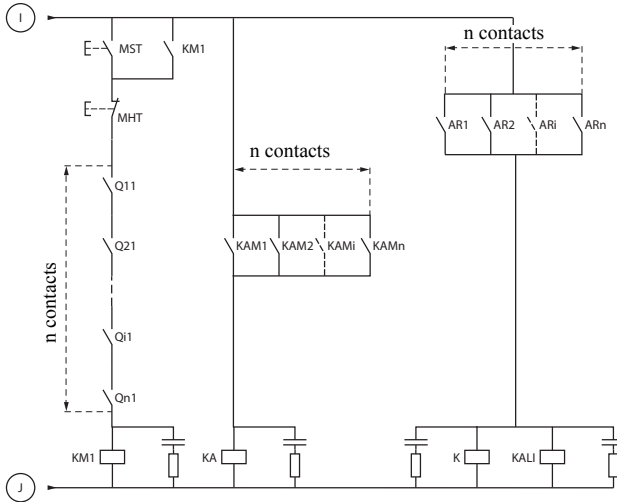 I
MST
KM1
MHT
n contacts
Q11
Q21
Qi1
Qn1
n contacts
KAM1
KAM2
KAMi
KAMn
n contacts
AR1
AR2
ARi
ARn
KM1
KA
K
KALI
J